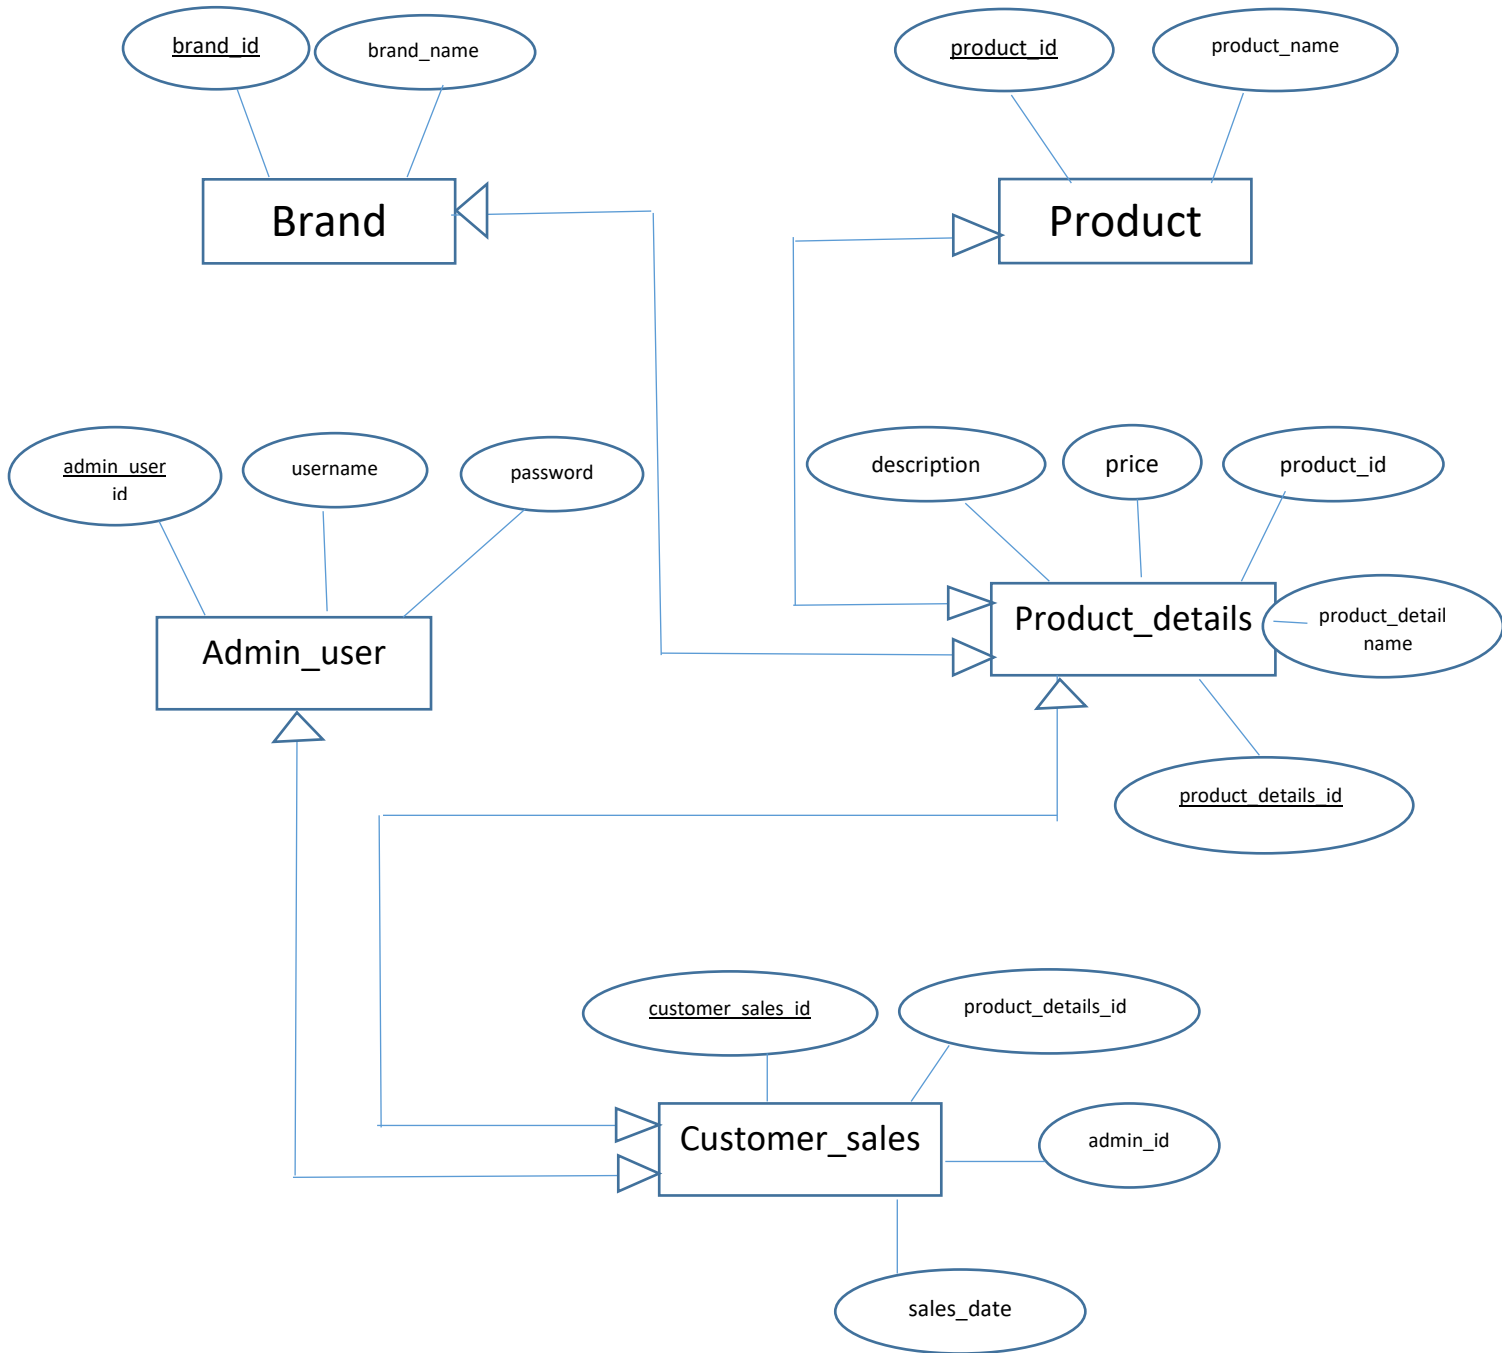 brand_id
brand_name
product_id
product_name
Brand
Product
admin_user
id
username
password
description
price
product_id
Admin_user
Product_details
product_detail
name
product_details_id
customer_sales_id
product_details_id
Customer_sales
admin_id
sales_date